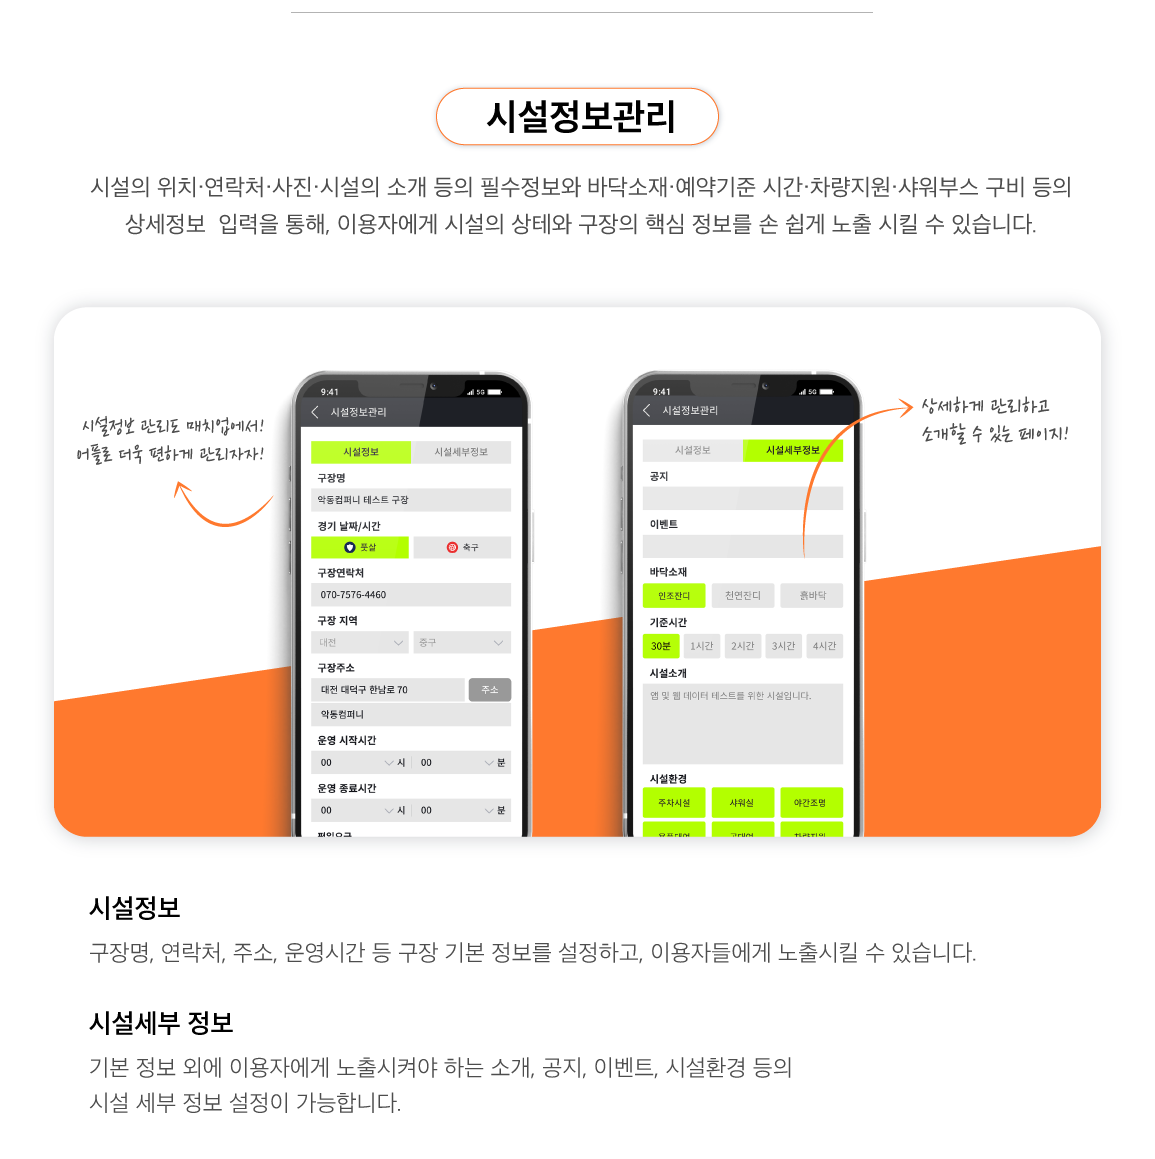 시설정보관리
시설의 위치·연락처·사진·시설의 소개 등의 필수정보와 바닥소재·예약기준 시간·차량지원·샤워부스 구비 등의
상세정보 입력을 통해, 이용자에게 시설의 상테와 구장의 핵심 정보를 손 쉽게 노출 시킬 수 있습니다.
시설정보 관리도 매치업에서!
어플로 더욱 편하게 관리자자!
9:41
5G
시설정보관리
시설정보
시설세부정보
구장명
악동컴퍼니 테스트 구장
경기 날짜/시간
풋살
축구
구장연락처
070-7576-4460
구장 지역
대전
중구
구장주소
대전 대덕구 한남로 70
주소
악동컴퍼니
운영 시작시간
00 시 00 분
운영 종료시간
00 시 00 분
9:41
5G
시설정보관리
시설정보
시설세부정보
공지
이벤트
바닥소재
인조잔디
천연잔디
흙바닥
기준시간
30분
1시간
2시간
3시간
4시간
시설소개
앱 및 웹 데이터 테스트를 위한 시설입니다.
시설환경
주차시설
샤워실
야간조명
상세하게 관리하고
소개할 수 있는 페이지!
시설정보
구장명, 연락처, 주소, 운영시간 등 구장 기본 정보를 설정하고, 이용자들에게 노출시킬 수 있습니다.
시설세부 정보
기본 정보 외에 이용자에게 노출시켜야 하는 소개, 공지, 이벤트, 시설환경 등의
시설 세부 정보 설정이 가능합니다.